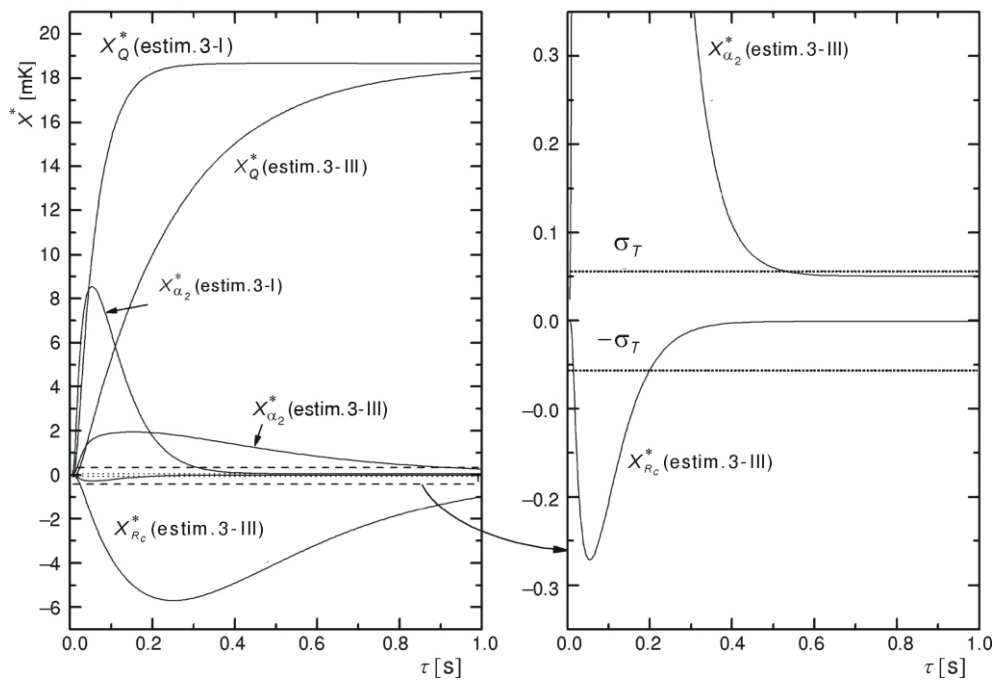 20
18
16
14
12
10
8
6
4
2
0
−2
−4
−6
X* [mK]
X*Q (estim.3-I)
X*Q (estim.3-III)
X*α2 (estim.3-I)
X*α2 (estim.3-III)
X*Rc (estim.3-III)
0.0 0.2 0.4 0.6 0.8 1.0
τ [s]
0.3
0.2
0.1
0.0
−0.0
−0.2
−0.3
X*α2 (estim.3-III)
σT
−σT
X*Rc (estim.3-III)
0.0 0.2 0.4 0.6 0.8 1.0
τ [s]